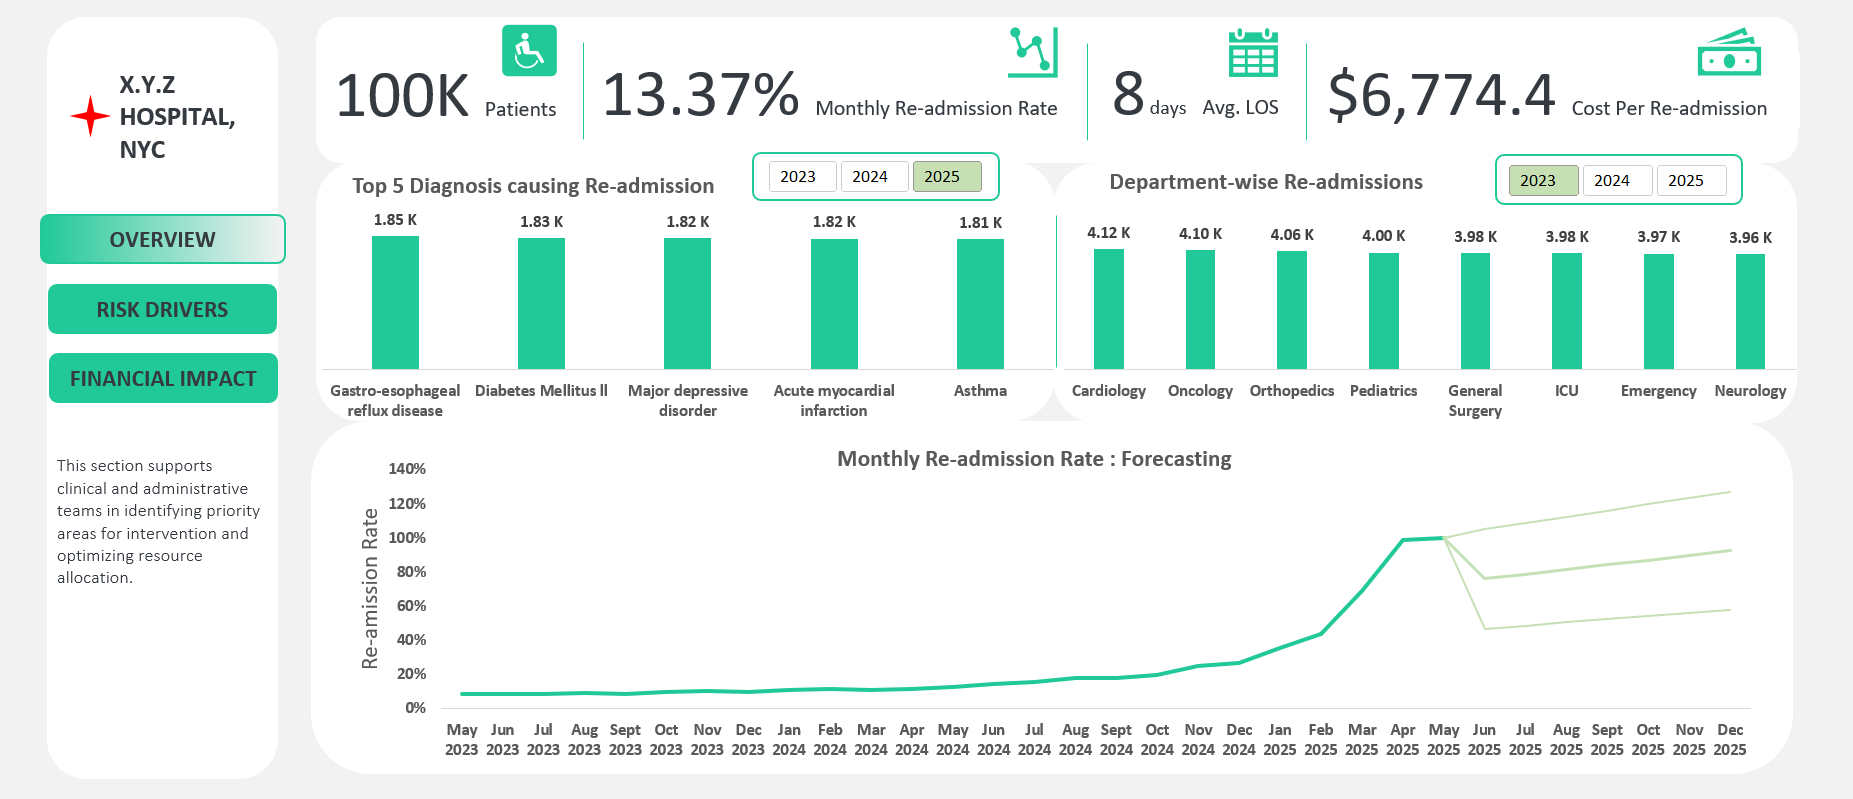 X.Y.Z
HOSPITAL,
NYC
OVERVIEW
RISK DRIVERS
FINANCIAL IMPACT
This section supports
clinical and administrative
teams in identifying priority
areas for intervention and
optimizing resource
allocation.
100K Patients
13.37% Monthly Re-admission Rate
8 days Avg. LOS
$6,774.4 Cost Per Re-admission
Top 5 Diagnosis causing Re-admission
2023 2024 2025
1.85 K 1.83 K 1.82 K 1.82 K 1.81 K
Gastro-esophageal reflux disease
Diabetes Mellitus ll
Major depressive disorder
Acute myocardial infarction
Asthma
Department-wise Re-admissions
2023 2024 2025
4.12 K 4.10 K 4.06 K 4.00 K 3.98 K 3.98 K 3.97 K 3.96 K
Cardiology Oncology Orthopedics Pediatrics General Surgery ICU Emergency Neurology
Monthly Re-admission Rate : Forecasting
Re-amission Rate
140%
120%
100%
80%
60%
40%
20%
0%
May Jun Jul Aug Sept Oct Nov Dec Jan Feb Mar Apr May Jun Jul Aug Sept Oct Nov Dec Jan Feb Mar Apr May Jun Jul Aug Sept Oct Nov Dec
2023 2023 2023 2023 2023 2023 2023 2023 2024 2024 2024 2024 2024 2024 2024 2024 2024 2024 2024 2024 2025 2025 2025 2025 2025 2025 2025 2025 2025 2025 2025 2025